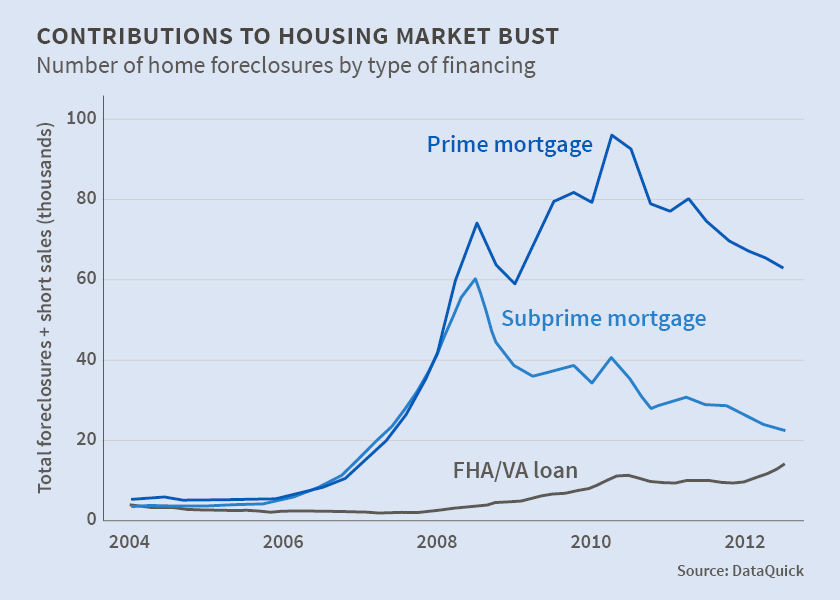 CONTRIBUTIONS TO HOUSING MARKET BUST
Number of home foreclosures by type of financing
Total foreclosures + short sales (thousands)
100
80
60
40
20
0
Prime mortgage
Subprime mortgage
FHA/VA loan
2004
2006
2008
2010
2012
Source: DataQuick